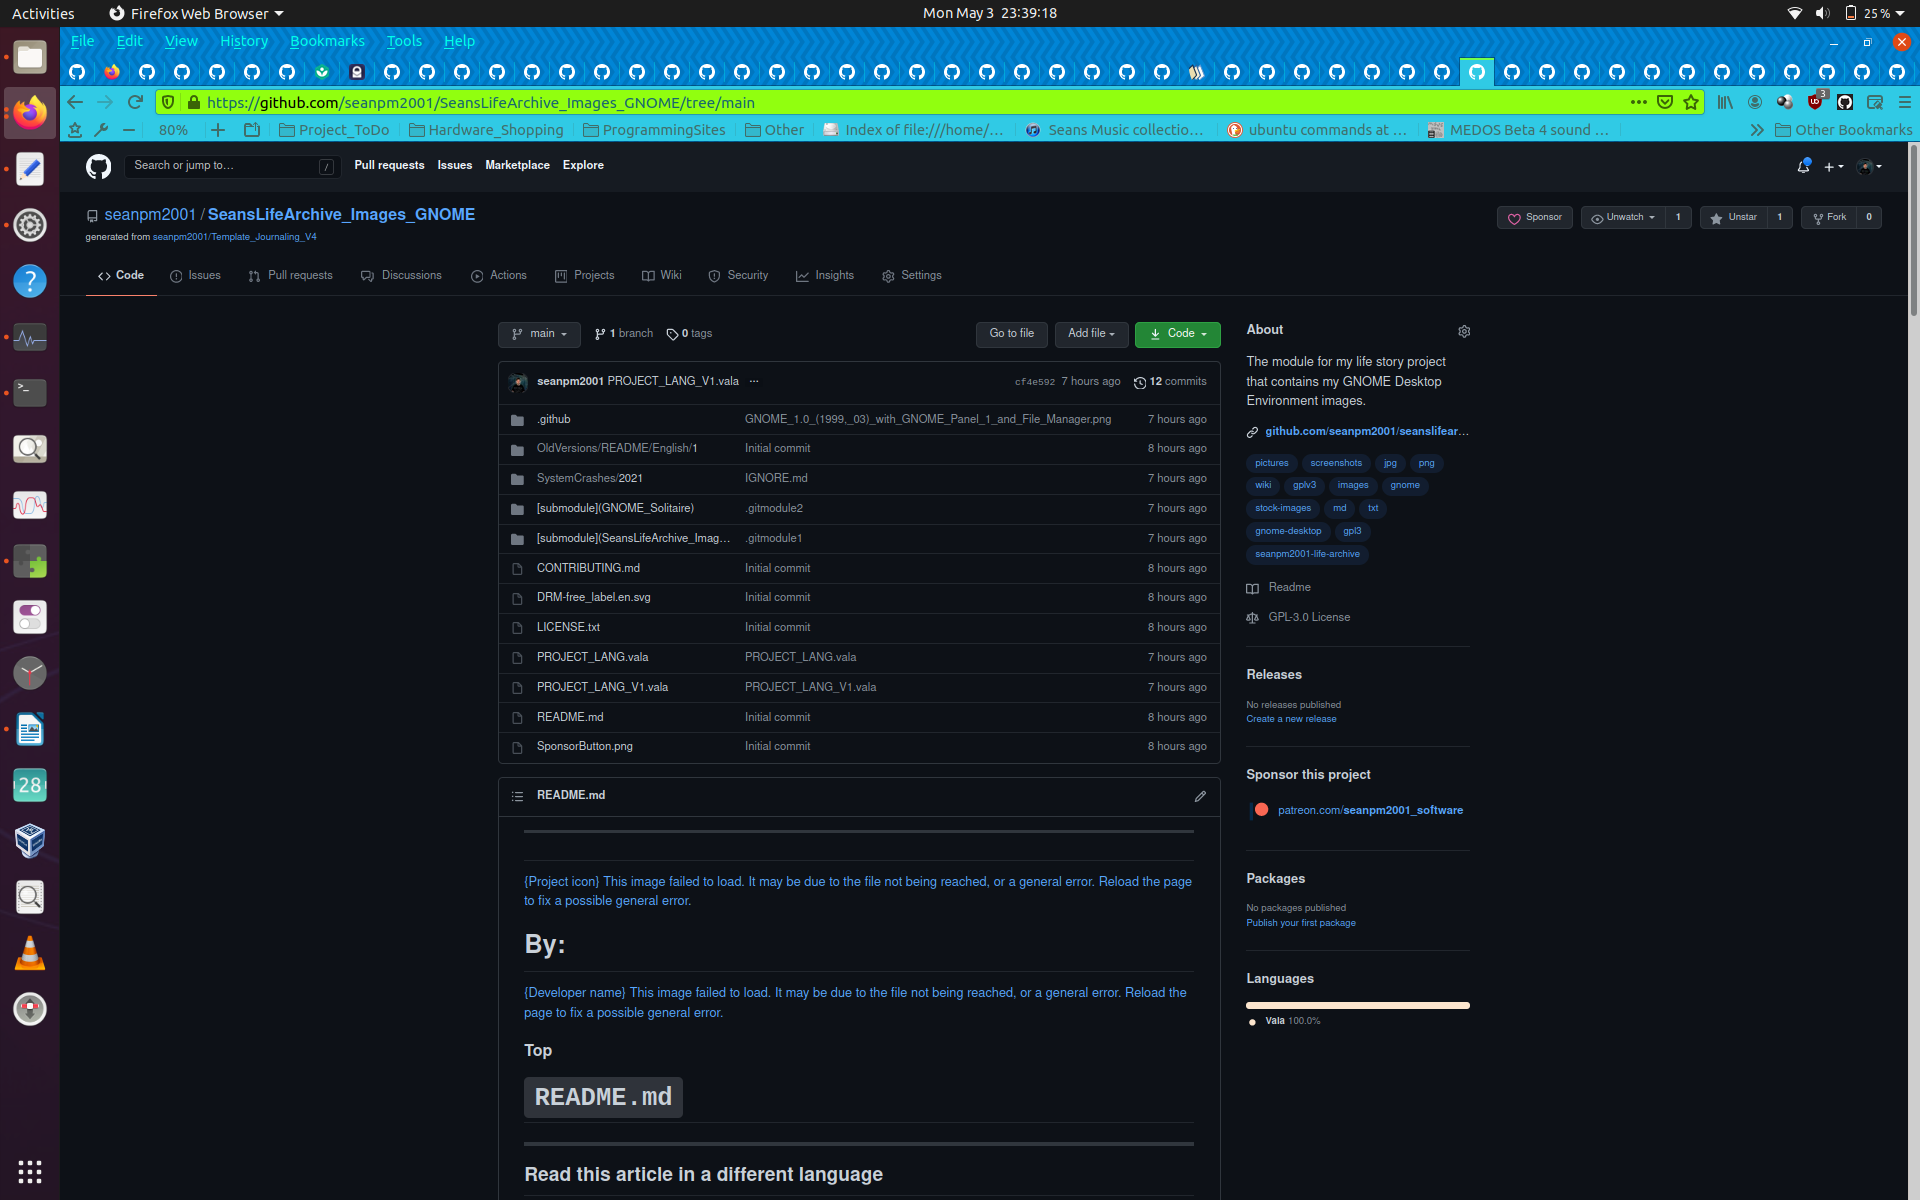 Activities Firefox Web Browser Mon May 3 23:39:18 25 %
File Edit View History Bookmarks Tools Help
https://github.com/seanpm2001/SeansLifeArchive_Images_GNOME/tree/main 3
80% Project_ToDo Hardware_Shopping ProgrammingSites Other Index of file:///home/... Seans Music collectio... ubuntu commands at ... MEDOS Beta 4 sound ... Other Bookmarks
Search or jump to... / Pull requests Issues Marketplace Explore
seanpm2001 / SeansLifeArchive_Images_GNOME Sponsor Unwatch 1 Unstar 1 Fork 0
generated from seanpm2001/Template_Journaling_V4
Code Issues Pull requests Discussions Actions Projects Wiki Security Insights Settings
main 1 branch 0 tags Go to file Add file Code
seanpm2001 PROJECT_LANG_V1.vala ... cf4e592 7 hours ago 12 commits
.github GNOME_1.0_(1999,_03)_with_GNOME_Panel_1_and_File_Manager.png 7 hours ago
OldVersions/README/English/1 Initial commit 8 hours ago
SystemCrashes/2021 IGNORE.md 7 hours ago
[submodule](GNOME_Solitaire) .gitmodule2 7 hours ago
[submodule](SeansLifeArchive_Imag... .gitmodule1 7 hours ago
CONTRIBUTING.md Initial commit 8 hours ago
DRM-free_label.en.svg Initial commit 8 hours ago
LICENSE.txt Initial commit 8 hours ago
PROJECT_LANG.vala PROJECT_LANG.vala 7 hours ago
PROJECT_LANG_V1.vala PROJECT_LANG_V1.vala 7 hours ago
README.md Initial commit 8 hours ago
SponsorButton.png Initial commit 8 hours ago
README.md
{Project icon} This image failed to load. It may be due to the file not being reached, or a general error. Reload the page
to fix a possible general error.
By:
{Developer name} This image failed to load. It may be due to the file not being reached, or a general error. Reload the
page to fix a possible general error.
Top
README.md
Read this article in a different language
About
The module for my life story project
that contains my GNOME Desktop
Environment images.
github.com/seanpm2001/seanslifear...
pictures screenshots jpg png
wiki gplv3 images gnome
stock-images md txt
gnome-desktop gpl3
seanpm2001-life-archive
Readme
GPL-3.0 License
Releases
No releases published
Create a new release
Sponsor this project
patreon.com/seanpm2001_software
Packages
No packages published
Publish your first package
Languages
Vala 100.0%
28